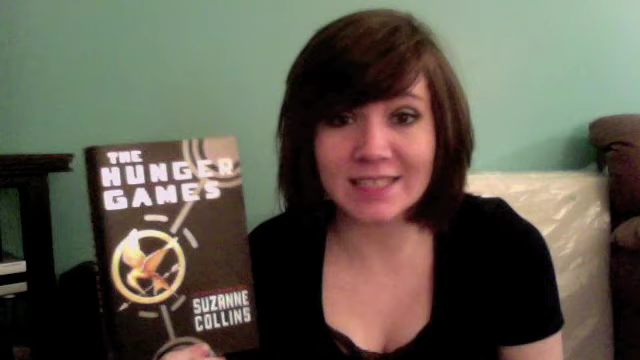 THE
HUNGER
GAMES
SUZANNE
COLLINS